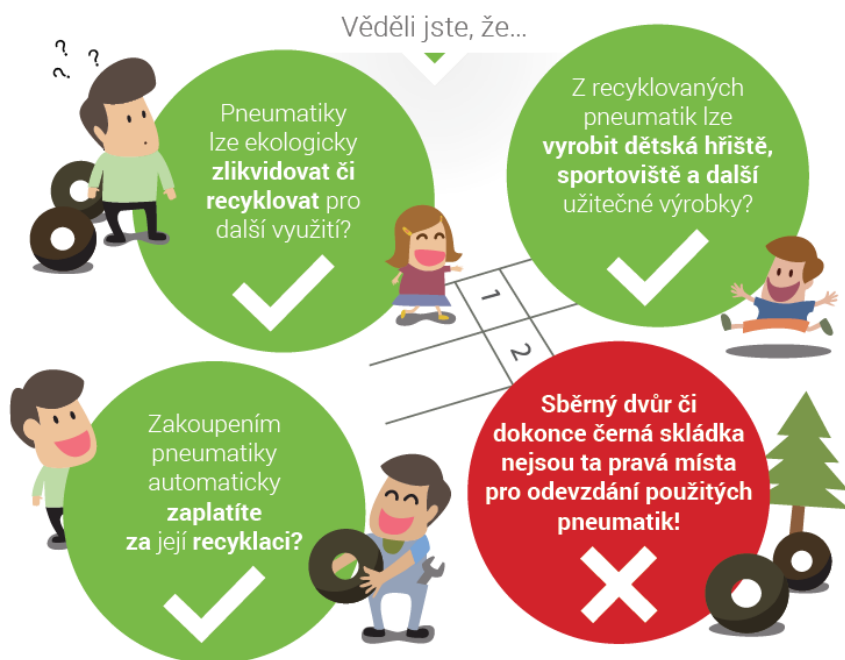 Věděli jste, že...
? ? ?
Pneumatiky
lze ekologicky
zlikvidovat či
recyklovat pro
další využití?
Z recyklovaných
pneumatik lze
vyrobit dětská hřiště,
sportoviště a další
užitečné výrobky?
1
2
Zakoupením
pneumatiky
automaticky
zaplatíte
za její recyklaci?
Sběrný dvůr či
dokonce černá skládka
nejsou ta pravá místa
pro odevzdání použitých
pneumatik!